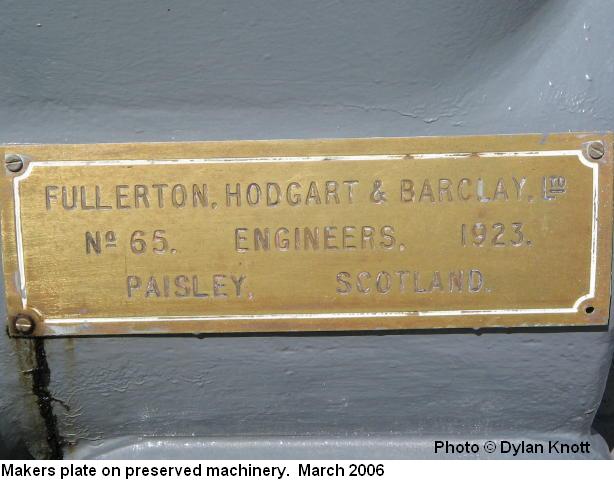 FULLERTON, HODGART & BARCLAY, LTD
No 65. ENGINEERS, 1923.
PAISLEY, SCOTLAND.
Photo © Dylan Knott
Makers plate on preserved machinery. March 2006